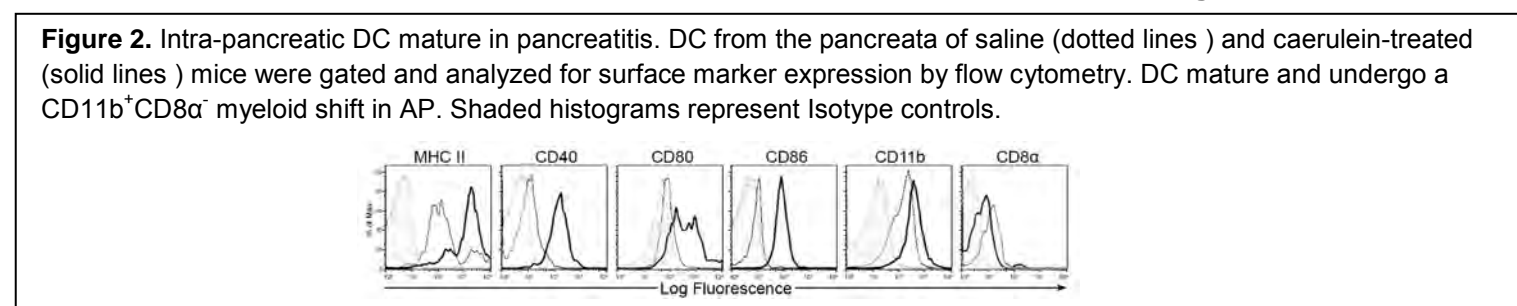 Figure 2. Intra-pancreatic DC mature in pancreatitis. DC from the pancreata of saline (dotted lines ) and caerulein-treated
(solid lines ) mice were gated and analyzed for surface marker expression by flow cytometry. DC mature and undergo a
CD11b⁺CD8α⁻ myeloid shift in AP. Shaded histograms represent Isotype controls.
MHC II CD40 CD80 CD86 CD11b CD8α
Log Fluorescence